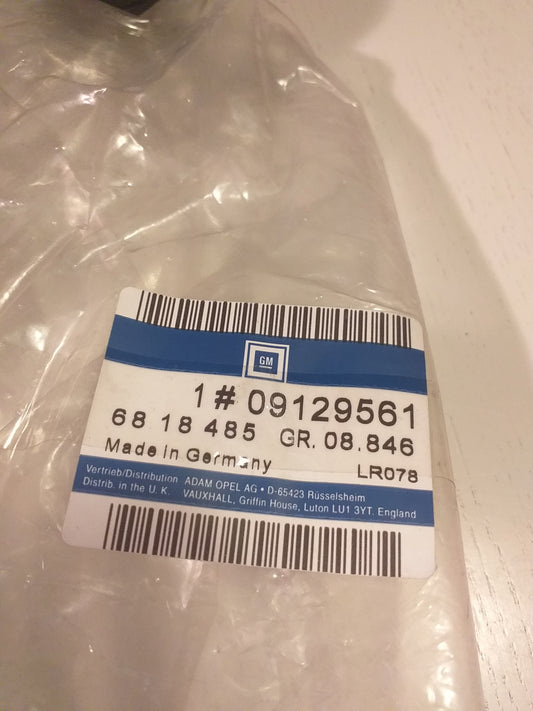 GM
1 # 09129561
68 18 485 GR. 08.846
Made in Germany LR078
Vertrieb/Distribution ADAM OPEL AG • D-65423 Rüsselsheim
Distrib. in the U. K. VAUXHALL, Griffin House, Luton LU1 3YT. England